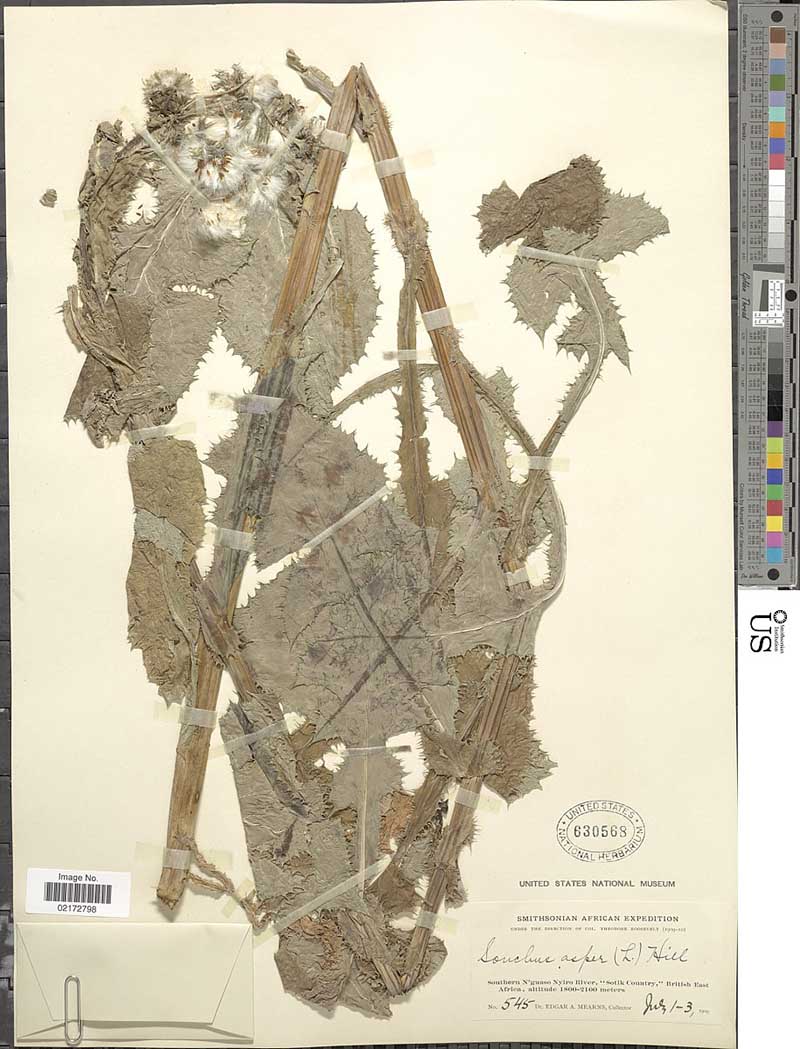 Golden Thread
Smithsonian
Institution
US
UNITED STATES
630568
NATIONAL HERBARIUM
Image No.
02172798
UNITED STATES NATIONAL MUSEUM
SMITHSONIAN AFRICAN EXPEDITION
UNDER THE DIRECTION OF COL. THEODORE ROOSEVELT (1909-10)
Sonchus asper (L.) Hill
Southern N'guaso Nyiro River, "Sotik Country," British East
Africa, altitude 1800-2100 meters
No. 545 Dr. EDGAR A. MEARNS, Collector July 1-3, 1909